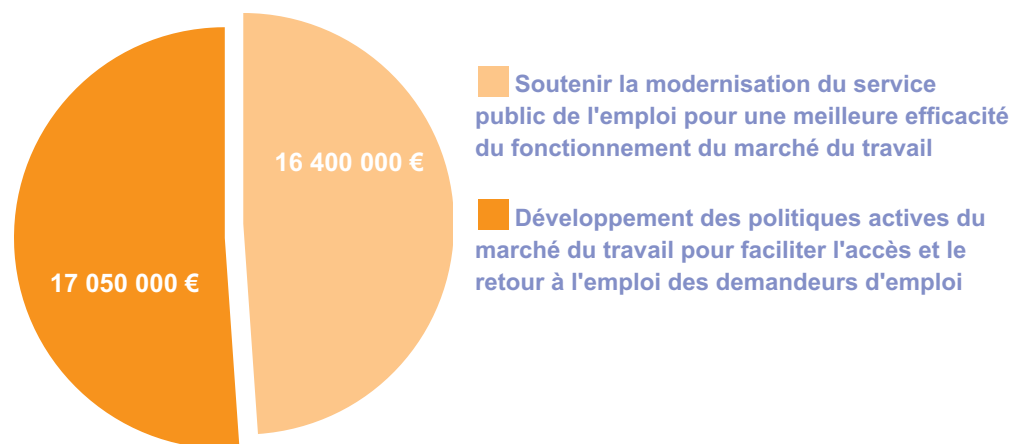 16 400 000 €
17 050 000 €
Soutenir la modernisation du service
public de l'emploi pour une meilleure efficacité
du fonctionnement du marché du travail
Développement des politiques actives du
marché du travail pour faciliter l'accès et le
retour à l'emploi des demandeurs d'emploi